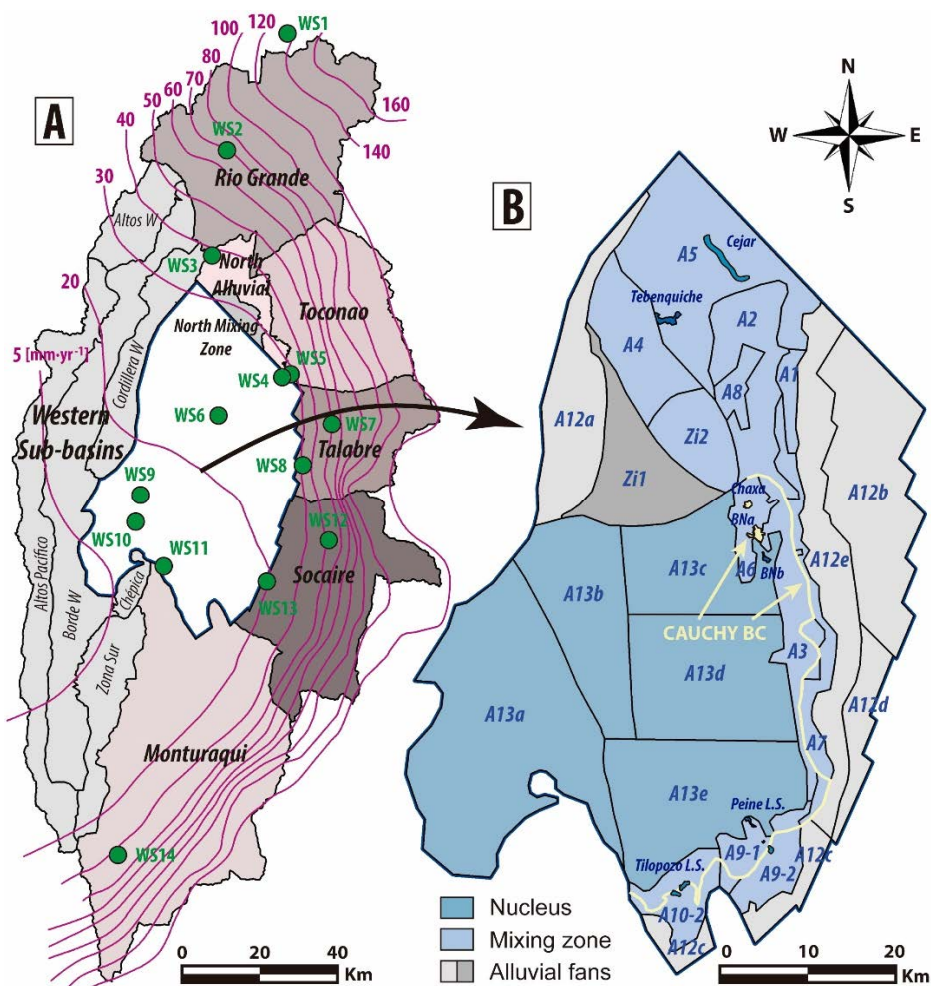 A
100
120
WS1
80
70
60
50
40
30
20
5 [mm·yr⁻¹]
160
140
WS2
Rio Grande
Altos W
WS3
North
Alluvial
North Mixing
Zone
Toconao
Cordillera W
WS5
WS4
WS6
WS7
Talabre
WS8
Western
Sub-basins
WS9
WS10
WS11
WS12
Socaire
WS13
Altos Pacífico
Borde W
Chépica
Zona Sur
Monturaqui
WS14
0 20 40
Km
N
W
E
S
B
A5
Cejar
Tebenquiche
A4
A2
A1
A8
A12a
Zi2
Zi1
Chaxa
BNa
A12b
A13c
A6
BNb
A12e
A13b
CAUCHY BC
A3
A13d
A12d
A13a
A7
A13e
Peine L.S.
Tilopozo L.S.
A9-1
A9-2
A12c
A10-2
A12c
Nucleus
Mixing zone
Alluvial fans
0 10 20
Km